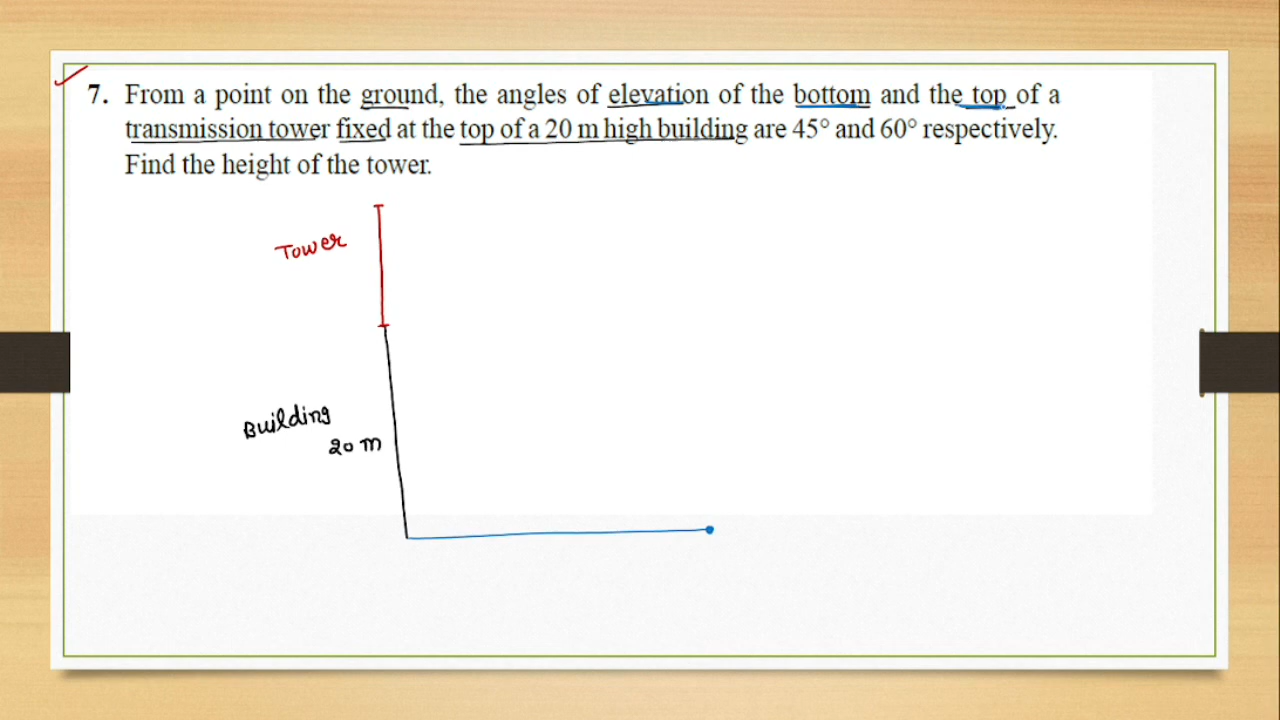 7. From a point on the ground, the angles of elevation of the bottom and the top of a
transmission tower fixed at the top of a 20 m high building are 45° and 60° respectively.
Find the height of the tower.
Tower
Building
20 m